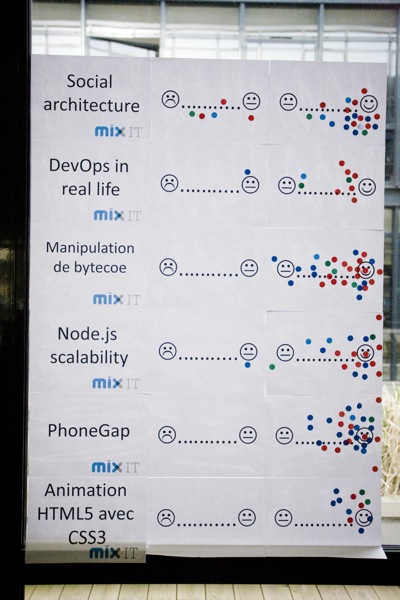 Social
architecture
mix IT
DevOps in
real life
mix IT
Manipulation
de bytecoe
mix IT
Node.js
scalability
mix IT
PhoneGap
mix IT
Animation
HTML5 avec
CSS3
mix IT